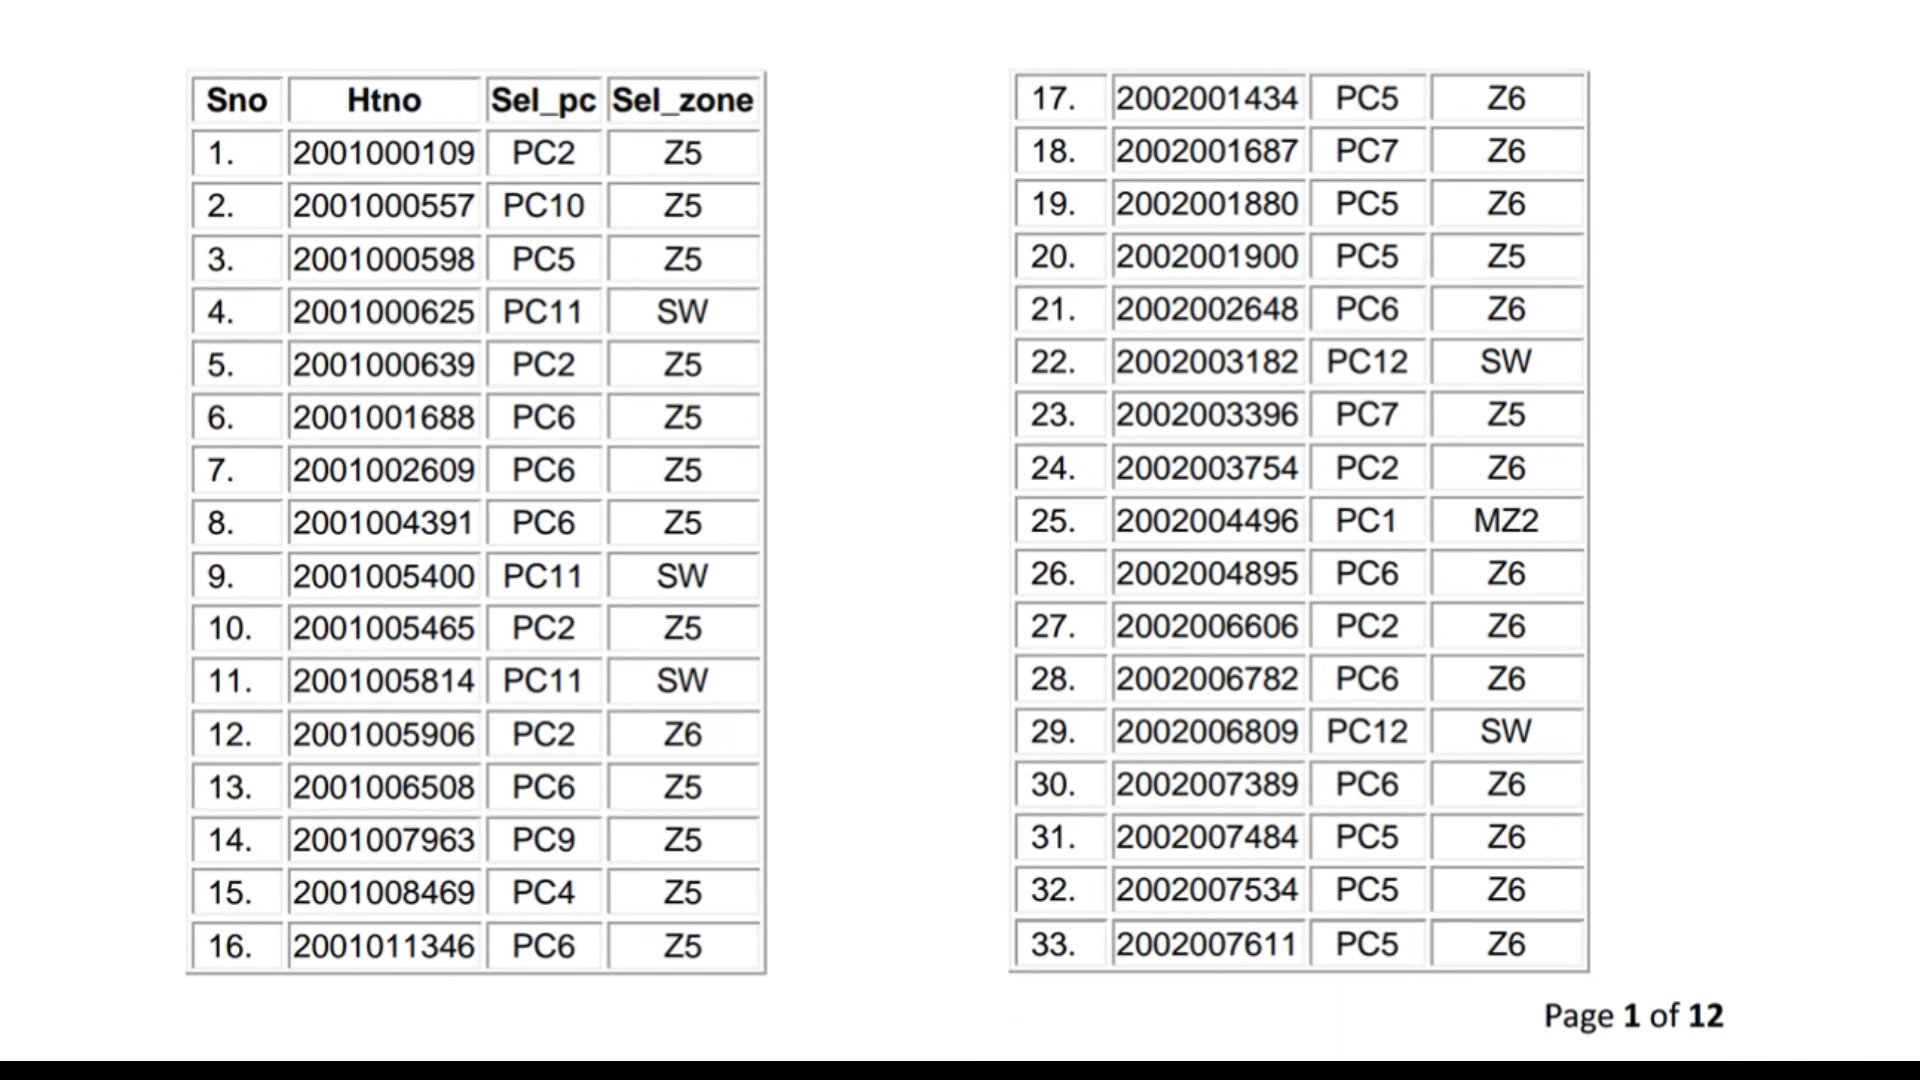 Sno Htno Sel_pc Sel_zone
1. 2001000109 PC2 Z5
2. 2001000557 PC10 Z5
3. 2001000598 PC5 Z5
4. 2001000625 PC11 SW
5. 2001000639 PC2 Z5
6. 2001001688 PC6 Z5
7. 2001002609 PC6 Z5
8. 2001004391 PC6 Z5
9. 2001005400 PC11 SW
10. 2001005465 PC2 Z5
11. 2001005814 PC11 SW
12. 2001005906 PC2 Z6
13. 2001006508 PC6 Z5
14. 2001007963 PC9 Z5
15. 2001008469 PC4 Z5
16. 2001011346 PC6 Z5
17. 2002001434 PC5 Z6
18. 2002001687 PC7 Z6
19. 2002001880 PC5 Z6
20. 2002001900 PC5 Z5
21. 2002002648 PC6 Z6
22. 2002003182 PC12 SW
23. 2002003396 PC7 Z5
24. 2002003754 PC2 Z6
25. 2002004496 PC1 MZ2
26. 2002004895 PC6 Z6
27. 2002006606 PC2 Z6
28. 2002006782 PC6 Z6
29. 2002006809 PC12 SW
30. 2002007389 PC6 Z6
31. 2002007484 PC5 Z6
32. 2002007534 PC5 Z6
33. 2002007611 PC5 Z6
Page 1 of 12